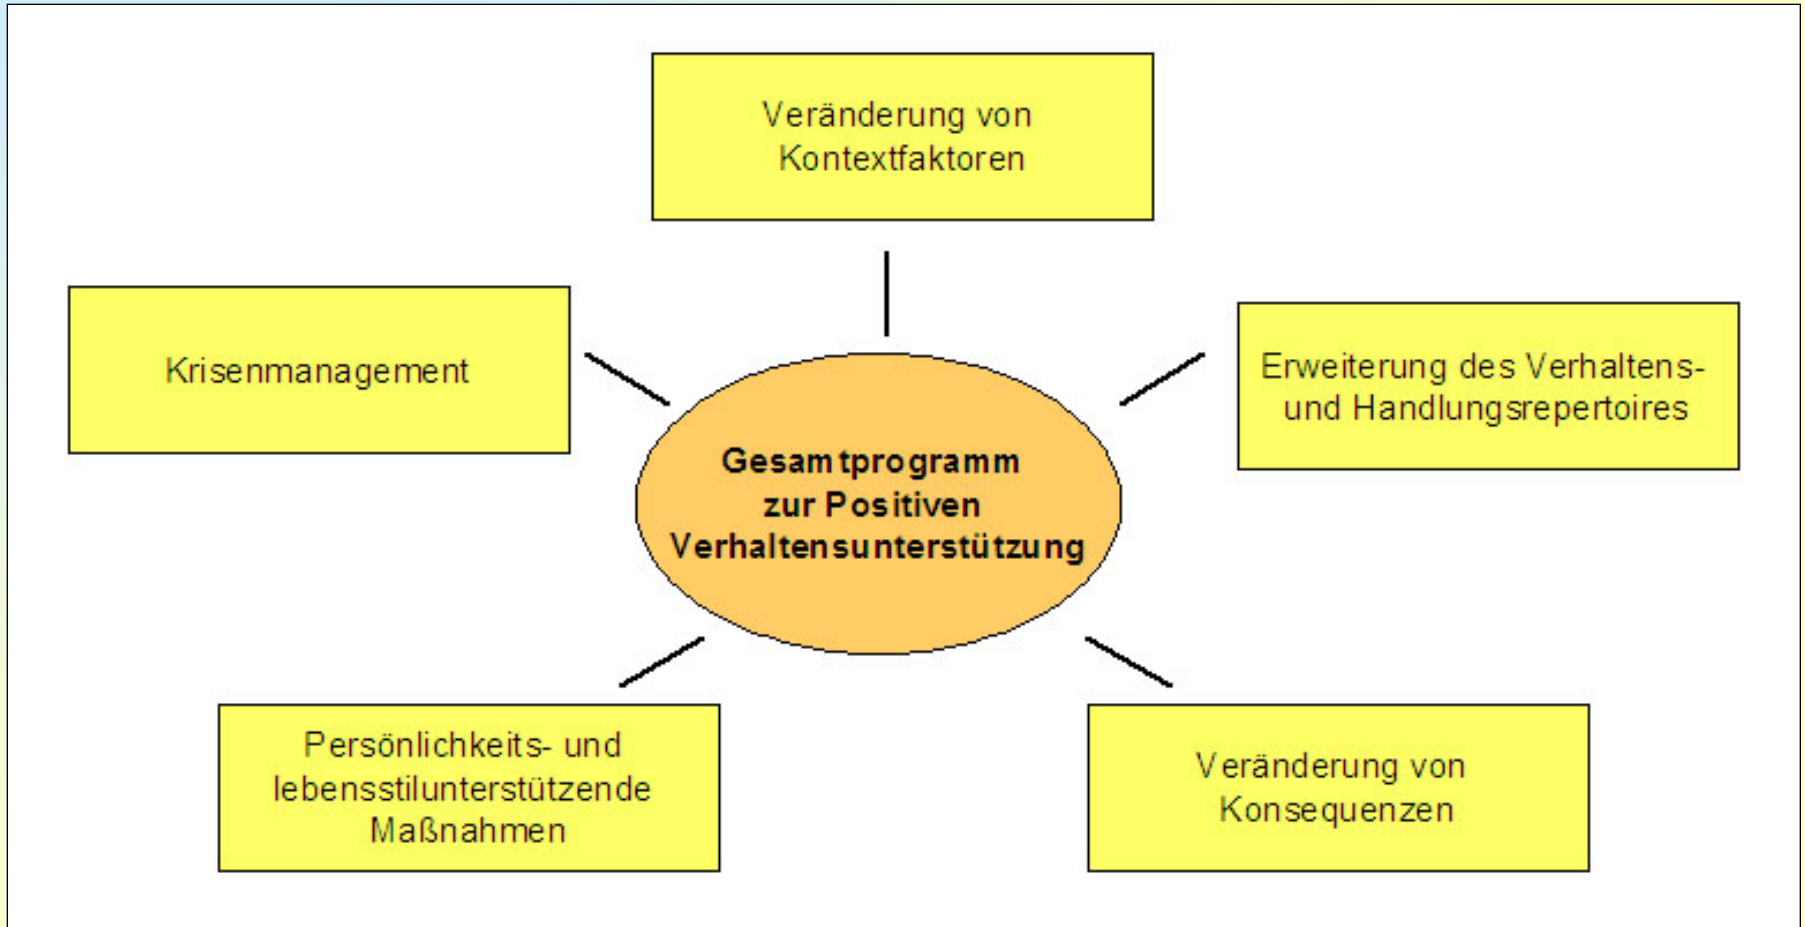 Veränderung von
Kontextfaktoren
Krisenmanagement
Erweiterung des Verhaltens-
und Handlungsrepertoires
Gesamtprogramm
zur Positiven
Verhaltensunterstützung
Persönlichkeits- und
lebensstilunterstützende
Maßnahmen
Veränderung von
Konsequenzen